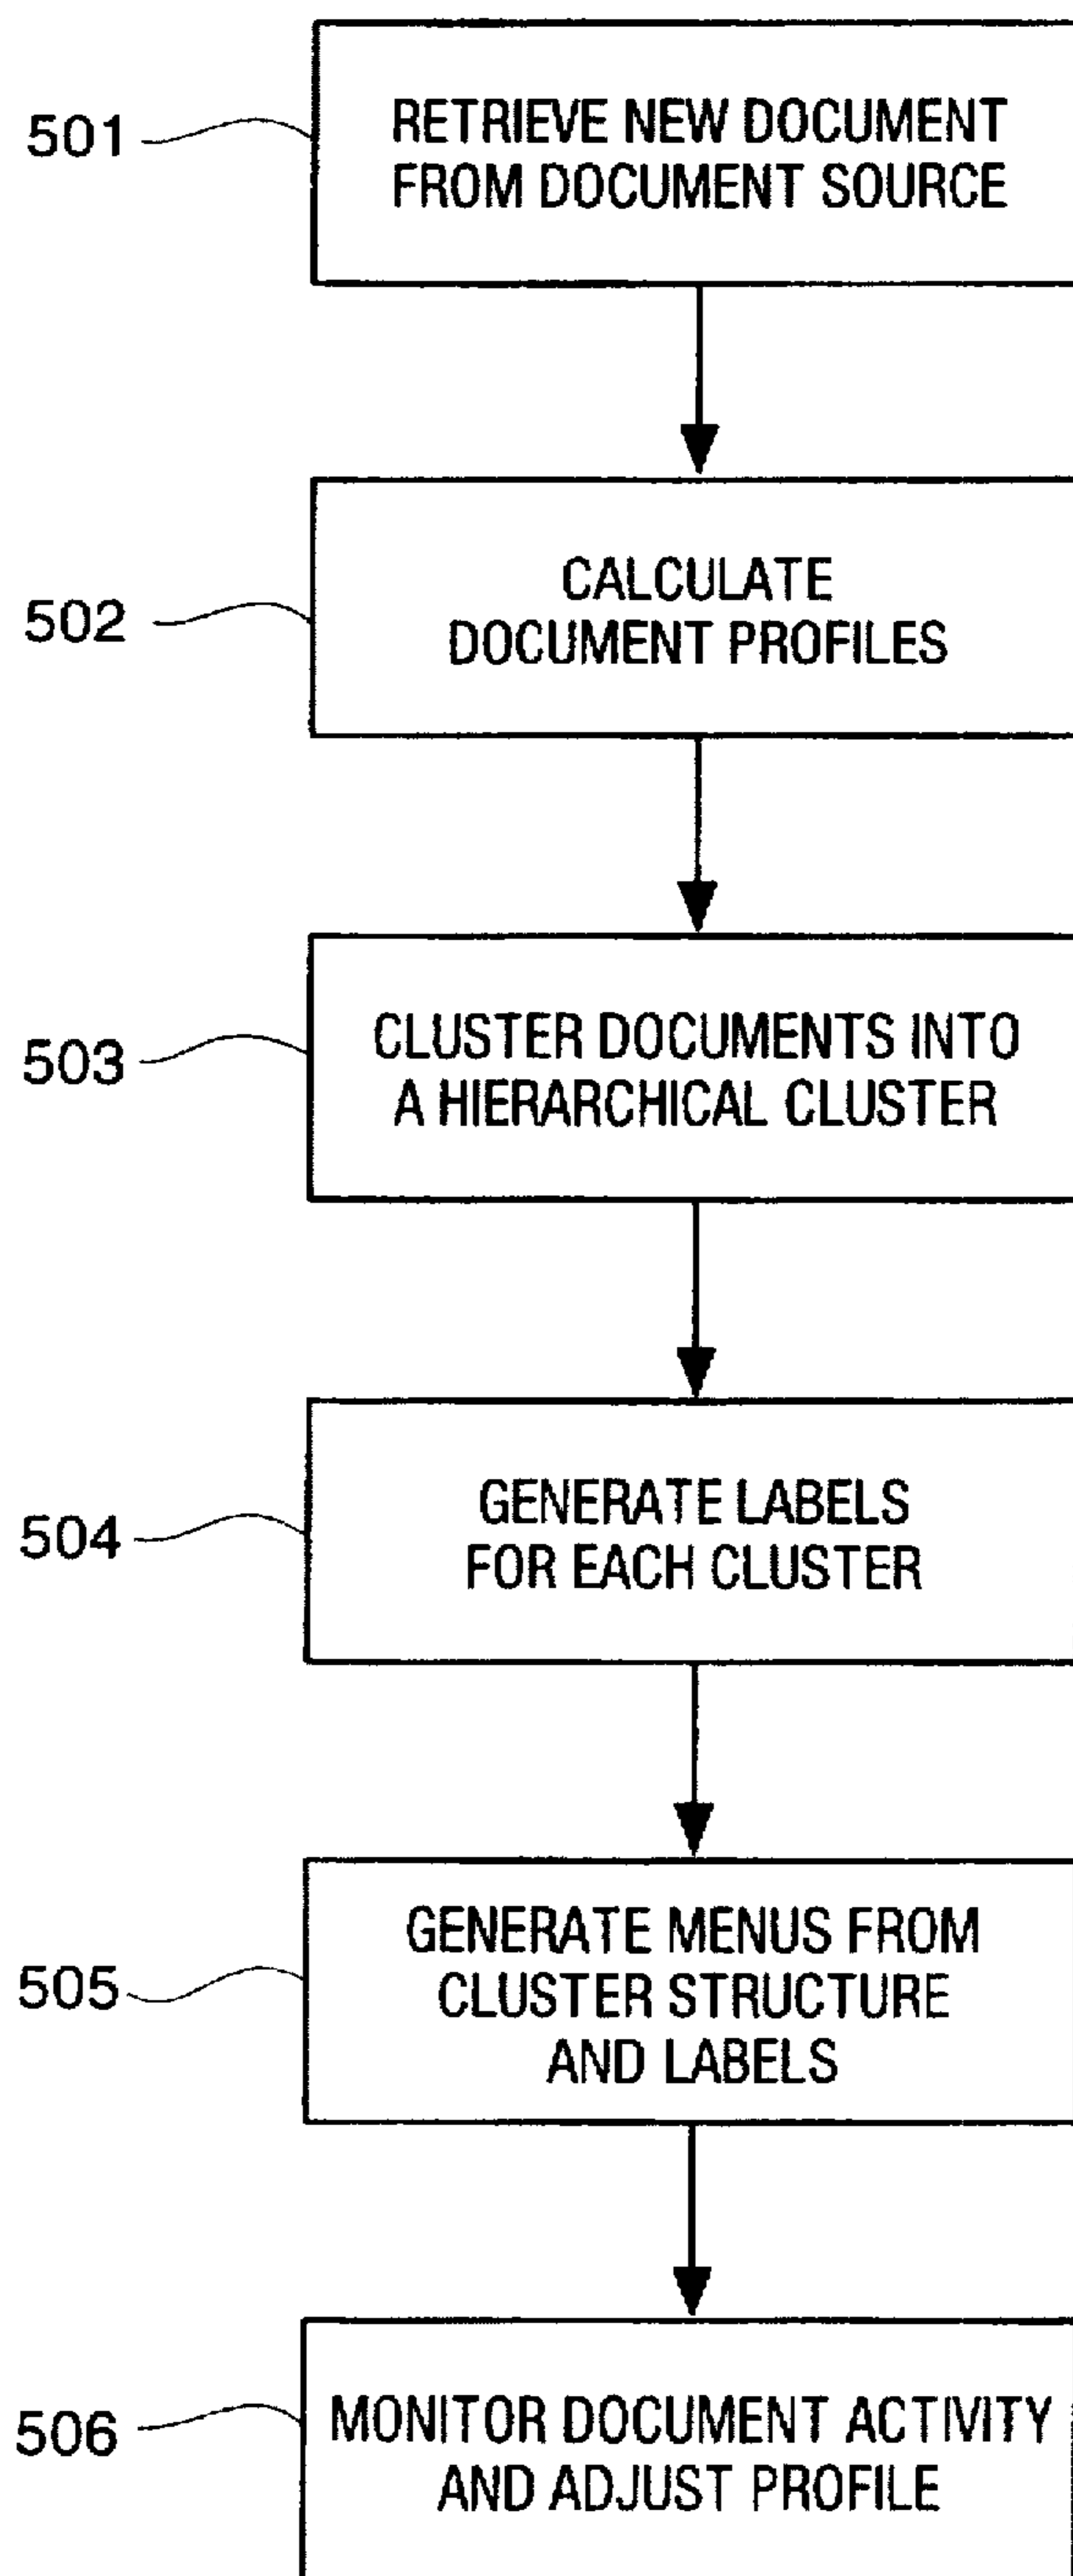 501
RETRIEVE NEW DOCUMENT
FROM DOCUMENT SOURCE
502
CALCULATE
DOCUMENT PROFILES
503
CLUSTER DOCUMENTS INTO
A HIERARCHICAL CLUSTER
504
GENERATE LABELS
FOR EACH CLUSTER
505
GENERATE MENUS FROM
CLUSTER STRUCTURE
AND LABELS
506
MONITOR DOCUMENT ACTIVITY
AND ADJUST PROFILE